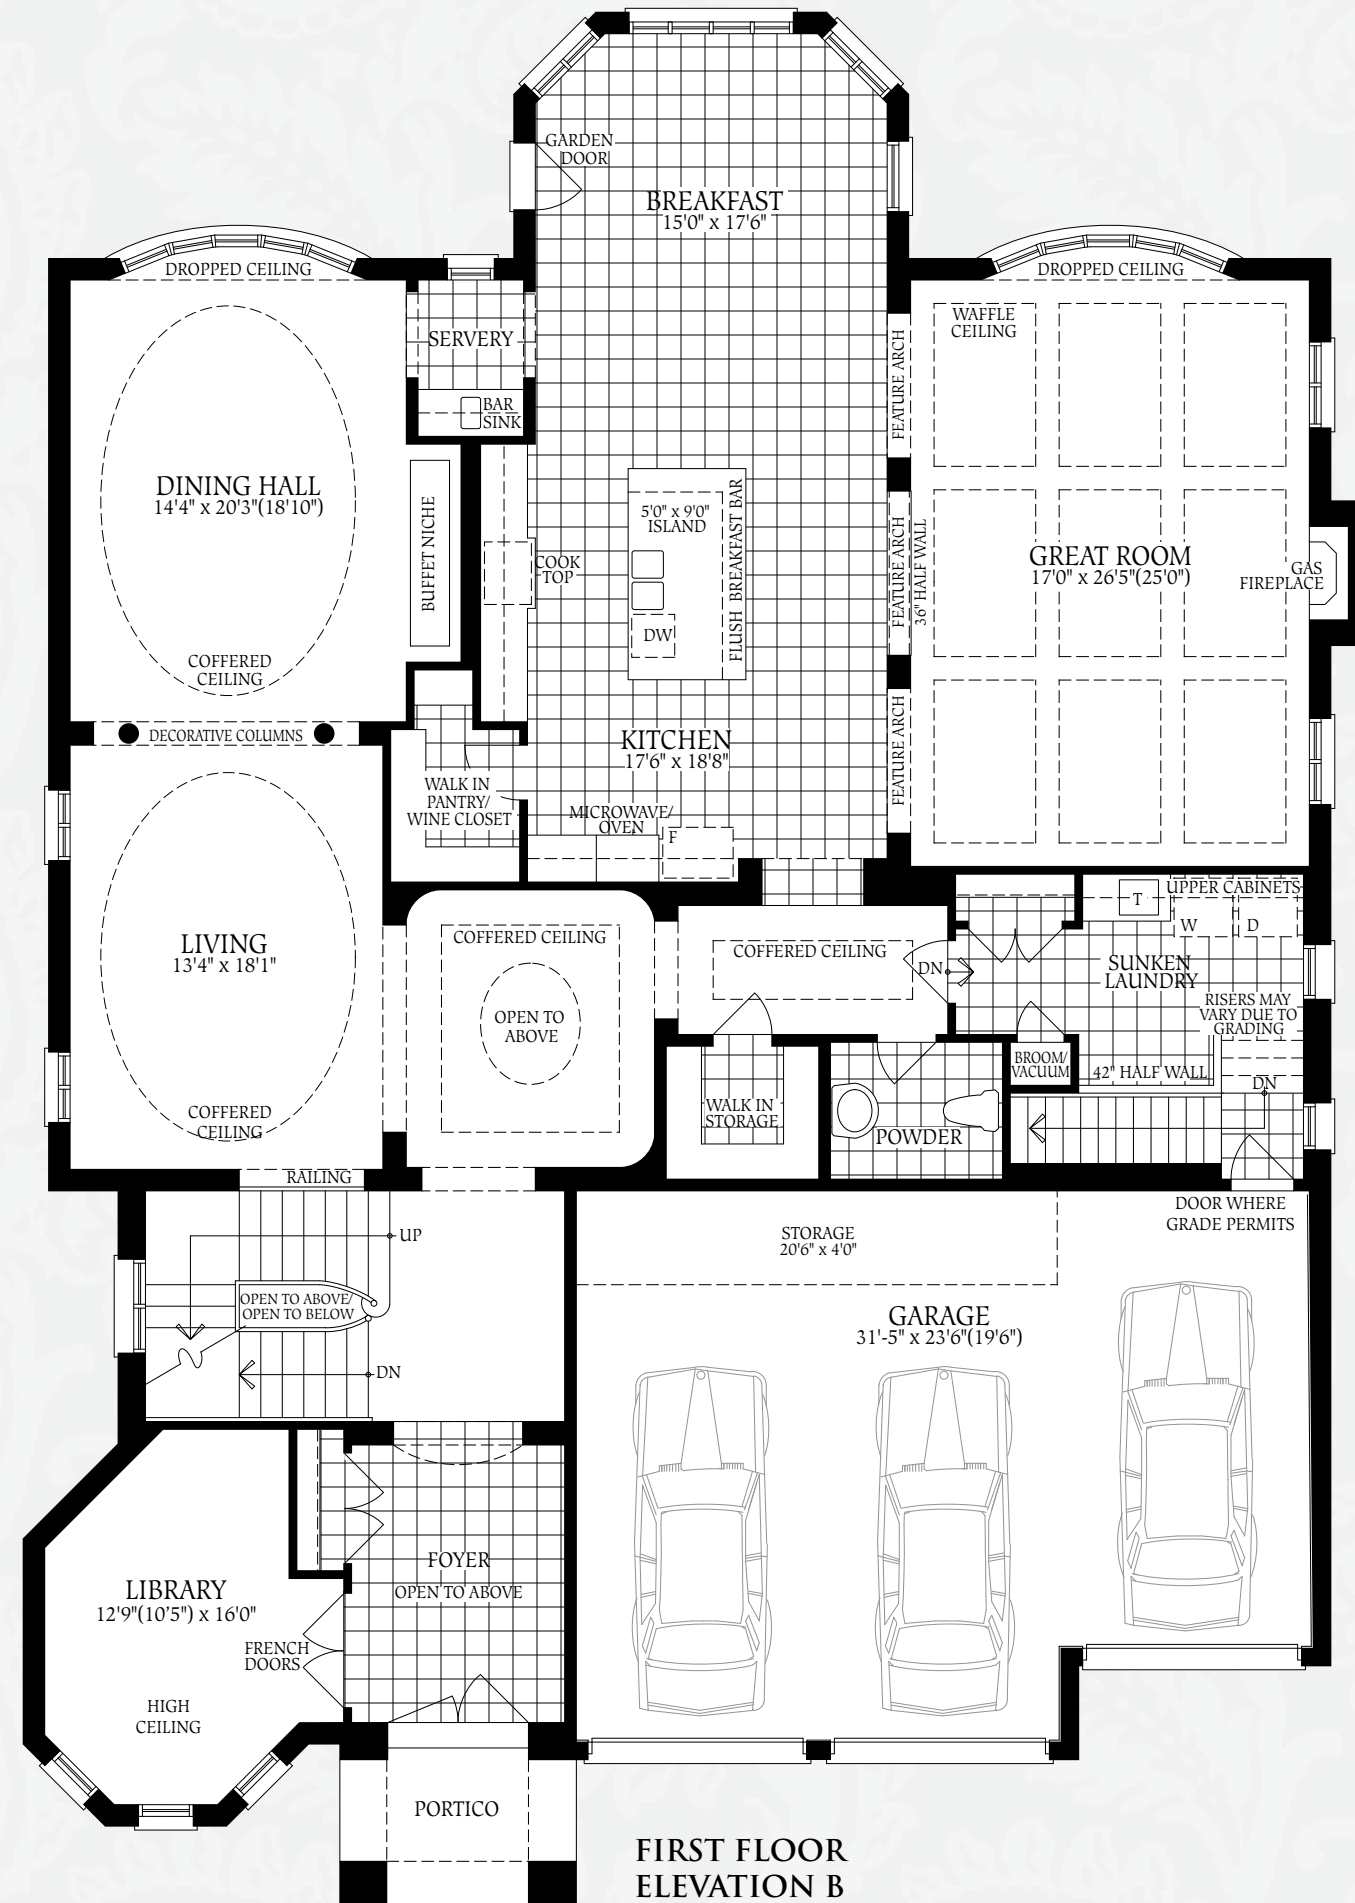 GARDEN
DOOR
BREAKFAST
15'0" x 17'6"
DROPPED CEILING
DROPPED CEILING
SERVERY
BAR
SINK
WAFFLE
CEILING
FEATURE ARCH
DINING HALL
14'4" x 20'3"(18'10")
COFFERED
CEILING
BUFFET NICHE
COOK
TOP
5'0" x 9'0"
ISLAND
DW
FLUSH BREAKFAST BAR
FEATURE ARCH
36" HALF WALL
GREAT ROOM
17'0" x 26'5"(25'0")
GAS
FIREPLACE
DECORATIVE COLUMNS
KITCHEN
17'6" x 18'8"
FEATURE ARCH
WALK IN
PANTRY/
WINE CLOSET
MICROWAVE/
OVEN
F
LIVING
13'4" x 18'1"
COFFERED
CEILING
COFFERED CEILING
OPEN TO
ABOVE
COFFERED CEILING
DN
T
UPPER CABINETS
W
D
SUNKEN
LAUNDRY
RISERS MAY
VARY DUE TO
GRADING
BROOM/
VACUUM
42" HALF WALL
DN
WALK IN
STORAGE
POWDER
RAILING
UP
OPEN TO ABOVE/
OPEN TO BELOW
DN
STORAGE
20'6" x 4'0"
DOOR WHERE
GRADE PERMITS
GARAGE
31'-5" x 23'6"(19'6")
LIBRARY
12'9"(10'5") x 16'0"
FRENCH
DOORS
HIGH
CEILING
FOYER
OPEN TO ABOVE
PORTICO
FIRST FLOOR
ELEVATION B